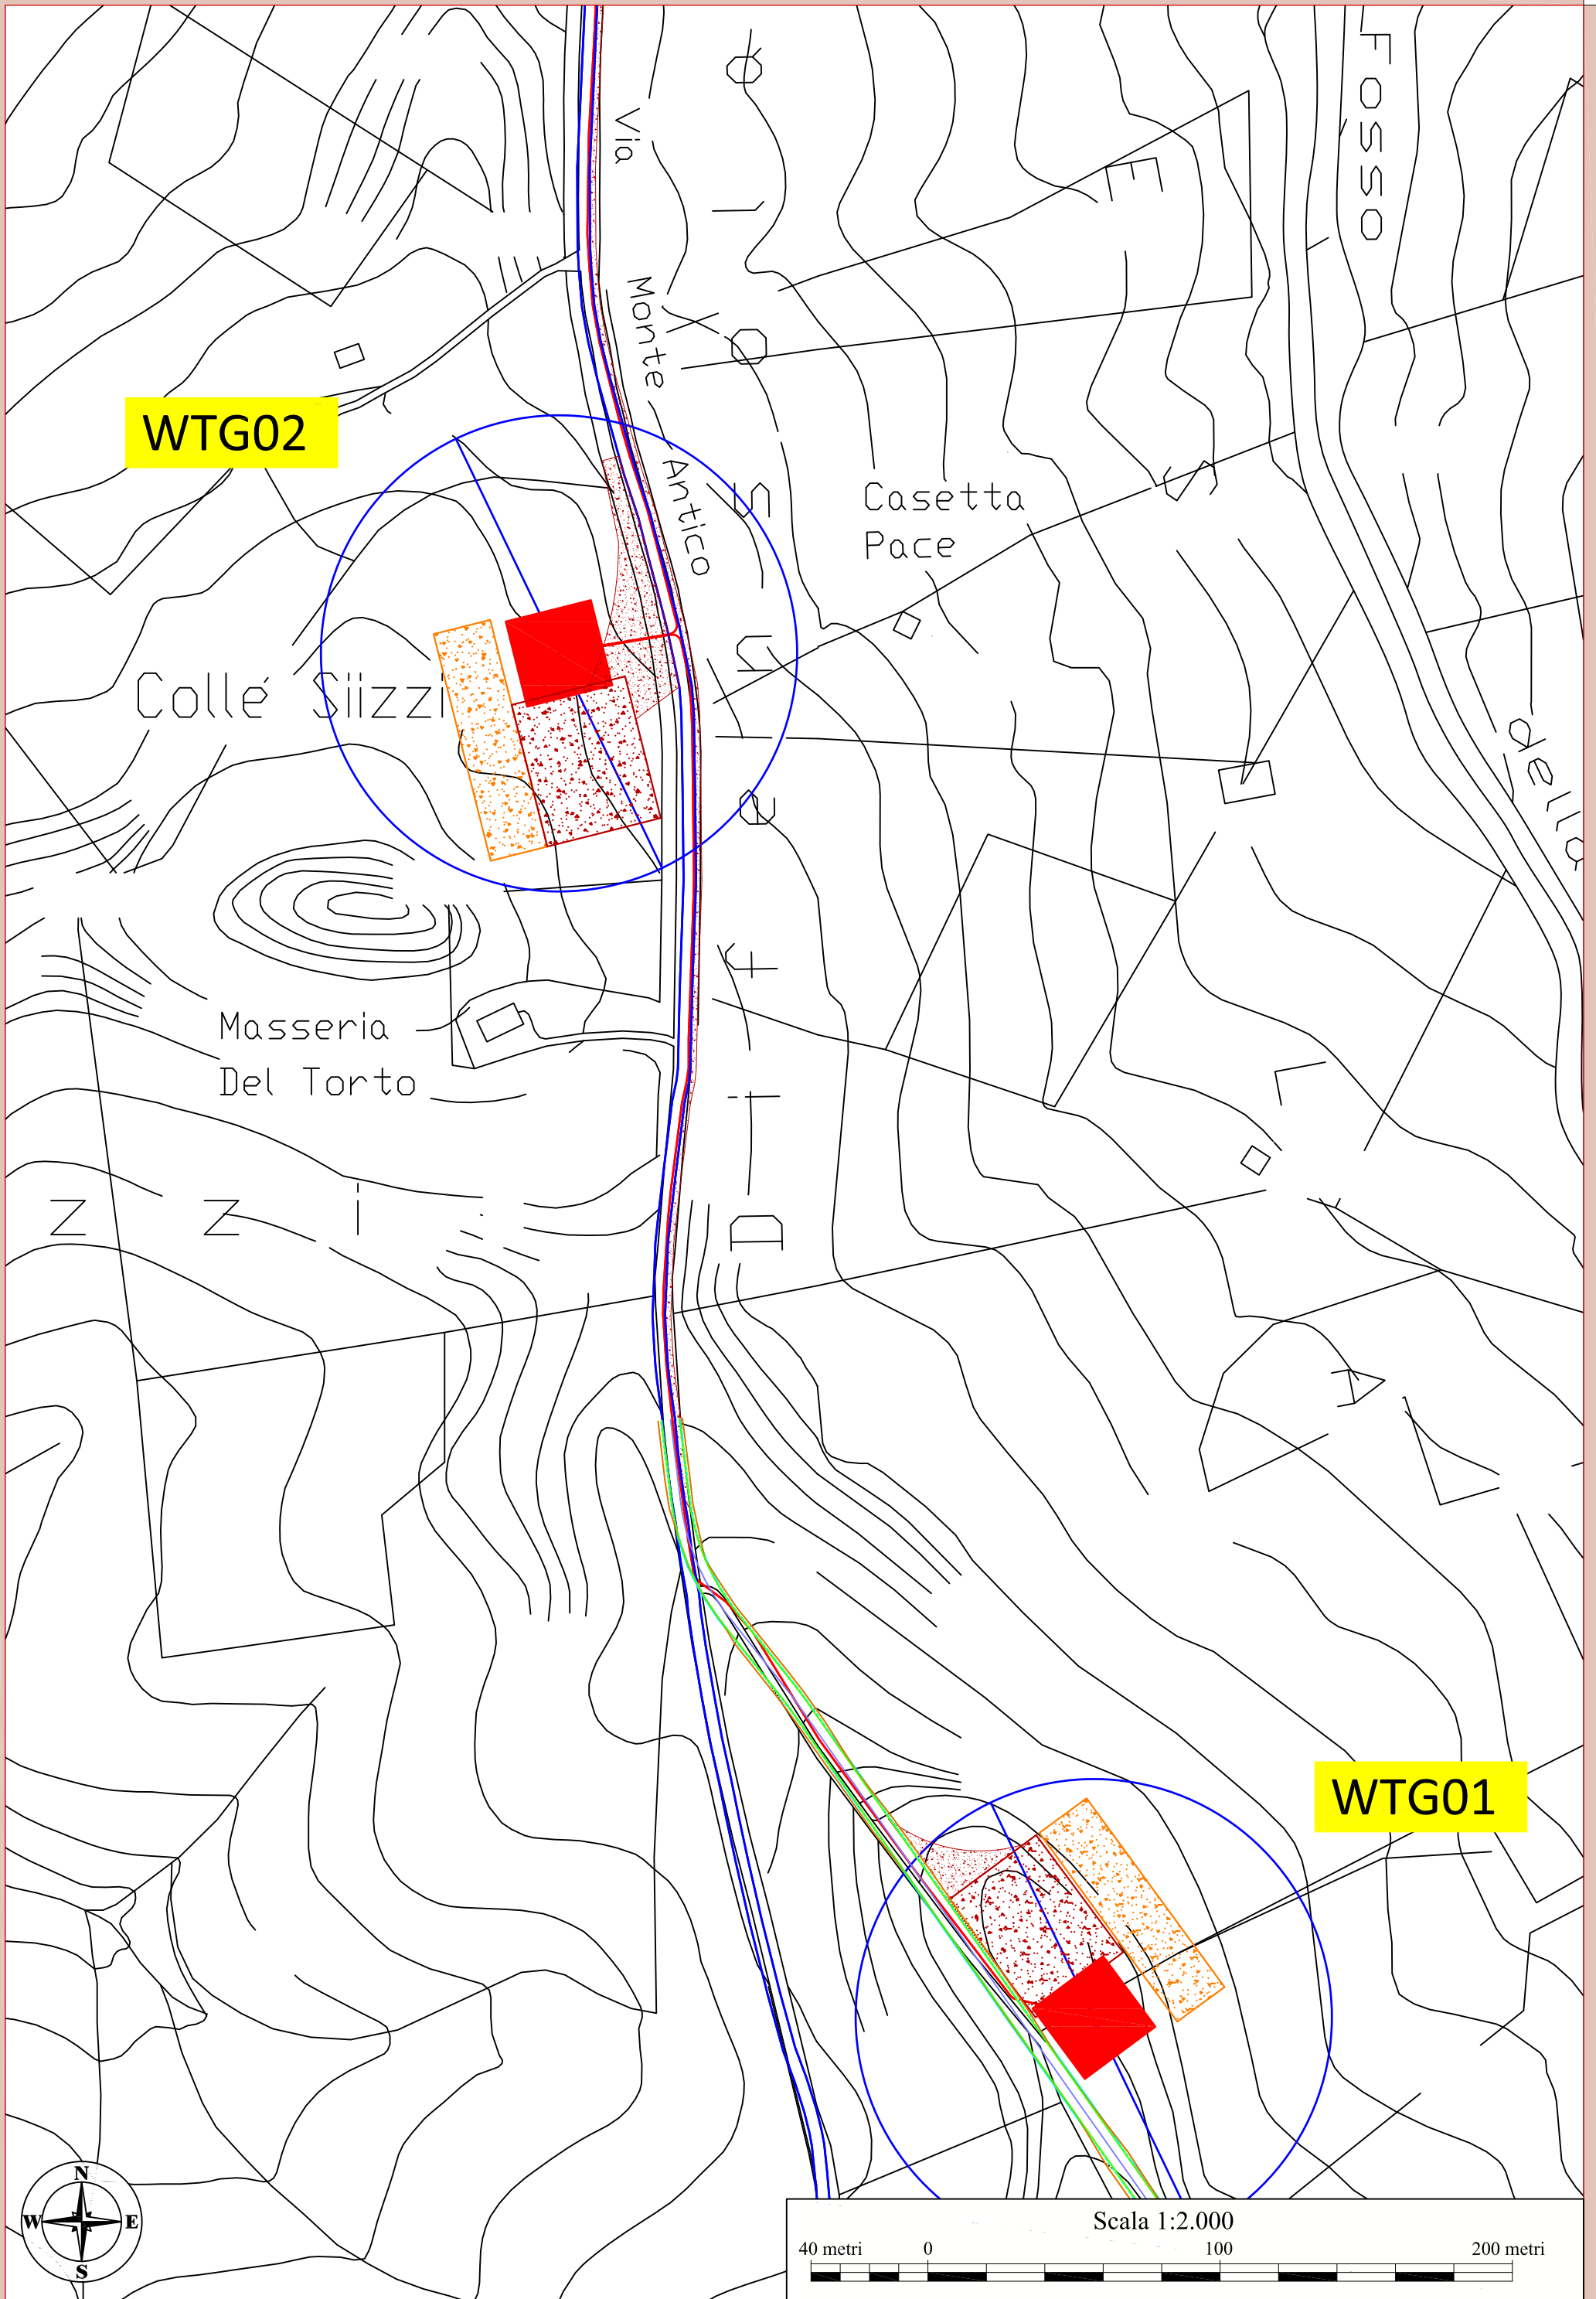 Fosso
Via
Monte
Antico
WTG02
Casetta
Pace
Colle Siizzi
Masseria
Del Torto
z z i
WTG01
N
W E
S
Scala 1:2.000
40 metri 0 100 200 metri